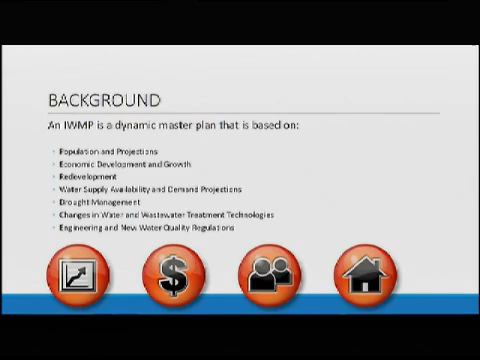 BACKGROUND
An IWMP is a dynamic master plan that is based on:
Population and Projections
Economic Development and Growth
Redevelopment
Water Supply Availability and Demand Projections
Drought Management
Changes in Water and Wastewater Treatment Technologies
Engineering and New Water Quality Regulations
$